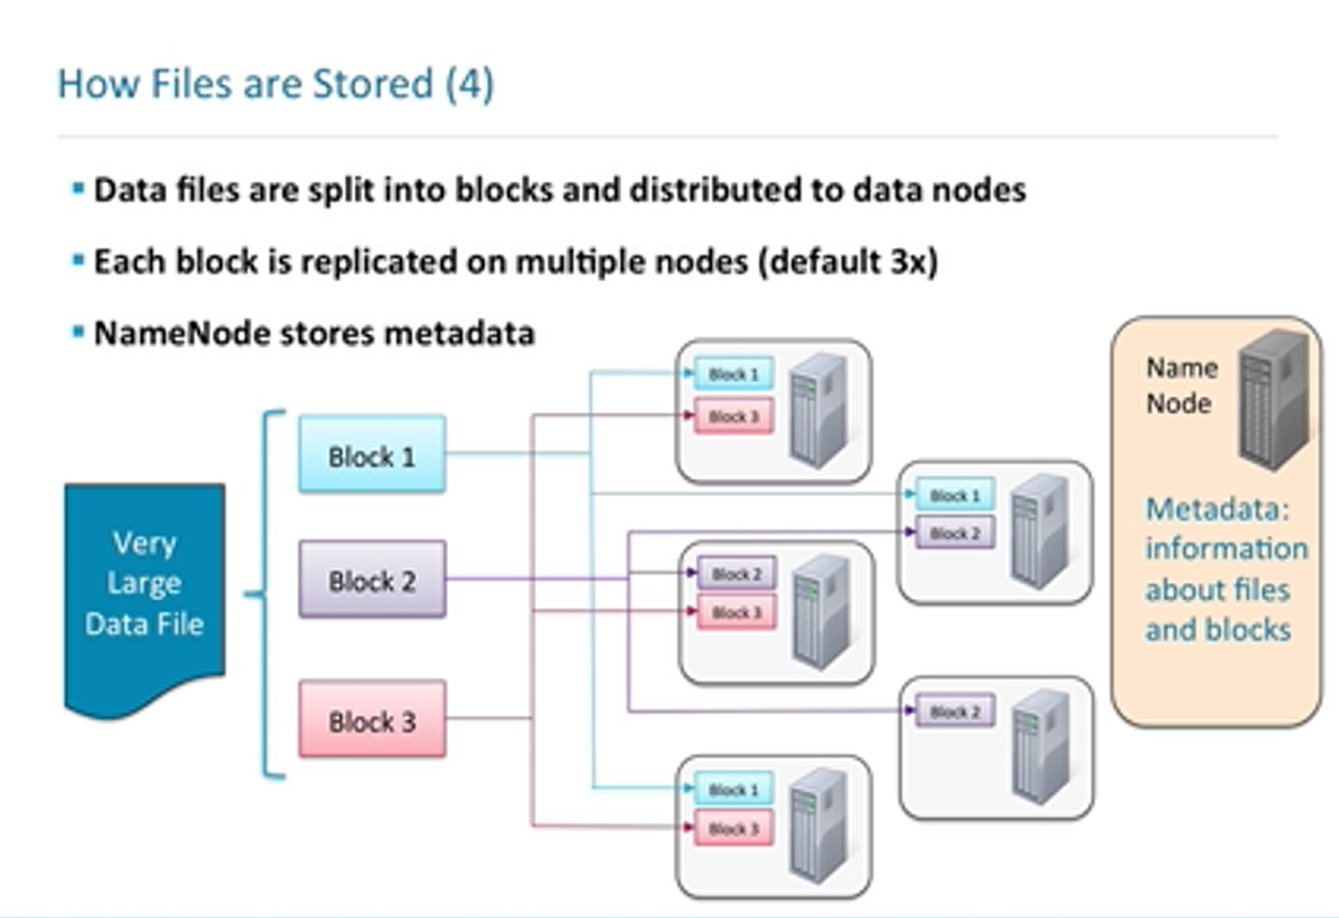 How Files are Stored (4)
Data files are split into blocks and distributed to data nodes
Each block is replicated on multiple nodes (default 3x)
NameNode stores metadata
Very
Large
Data File
Block 1
Block 2
Block 3
Block 1
Block 3
Block 1
Block 2
Block 2
Block 3
Block 2
Block 1
Block 3
Name
Node
Metadata:
information
about files
and blocks